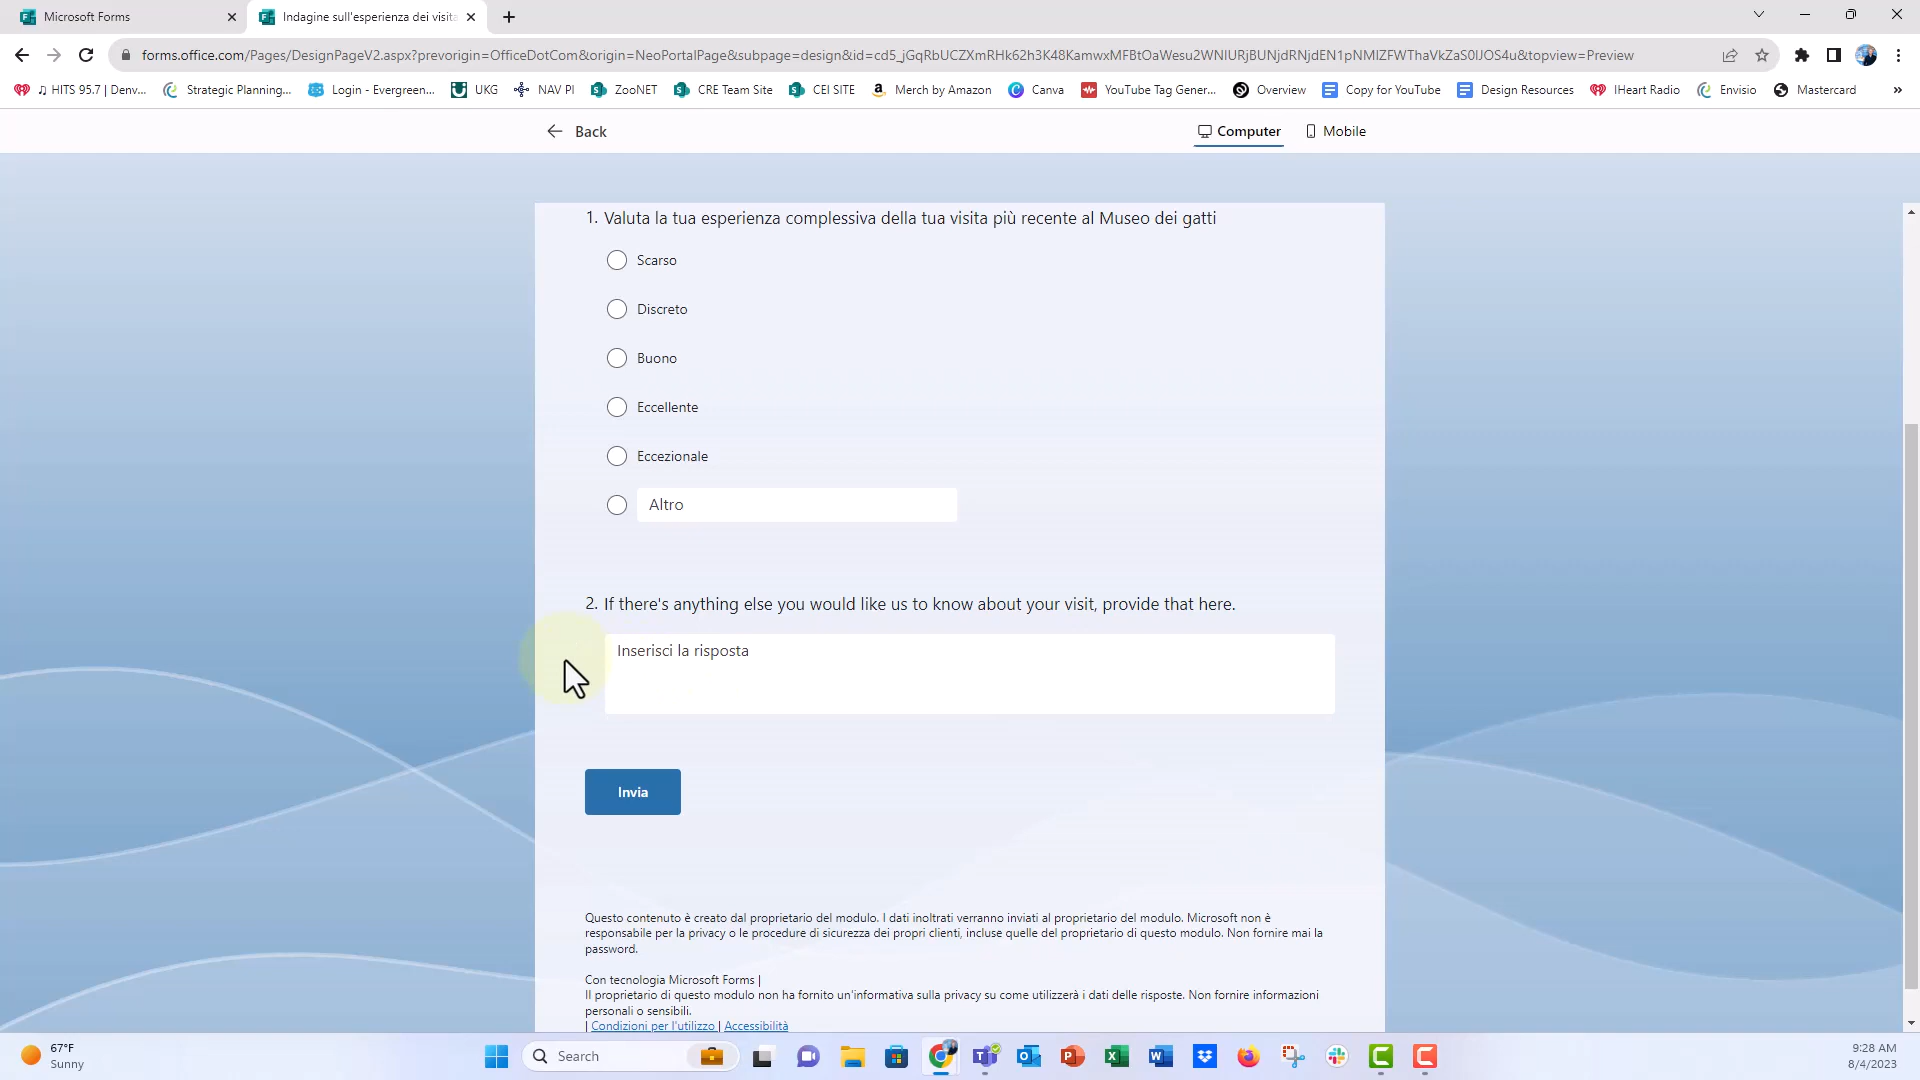 Microsoft Forms
Indagine sull'esperienza dei visita
forms.office.com/Pages/DesignPageV2.aspx?prevorigin=OfficeDotCom&origin=NeoPortalPage&subpage=design&id=cd5_jGqRbUCZXmRHk62h3K48KamwxMFBtOaWesu2WNlURjBUNjdRNjdEN1pNMlZFWThaVkZaS0lJOS4u&topview=Preview
♫ HITS 95.7 | Denv...
Strategic Planning...
Login - Evergreen...
UKG
NAV PI
ZooNET
CRE Team Site
CEI SITE
Merch by Amazon
Canva
YouTube Tag Gener...
Overview
Copy for YouTube
Design Resources
IHeart Radio
Envisio
Mastercard
»
Back
Computer
Mobile
1. Valuta la tua esperienza complessiva della tua visita più recente al Museo dei gatti
Scarso
Discreto
Buono
Eccellente
Eccezionale
Altro
2. If there's anything else you would like us to know about your visit, provide that here.
Inserisci la risposta
Invia
Questo contenuto è creato dal proprietario del modulo. I dati inoltrati verranno inviati al proprietario del modulo. Microsoft non è
responsabile per la privacy o le procedure di sicurezza dei propri clienti, incluse quelle del proprietario di questo modulo. Non fornire mai la
password.
Con tecnologia Microsoft Forms |
Il proprietario di questo modulo non ha fornito un'informativa sulla privacy su come utilizzerà i dati delle risposte. Non fornire informazioni
personali o sensibili.
| Condizioni per l'utilizzo | Accessibilità
67°F
Sunny
Search
9:28 AM
8/4/2023